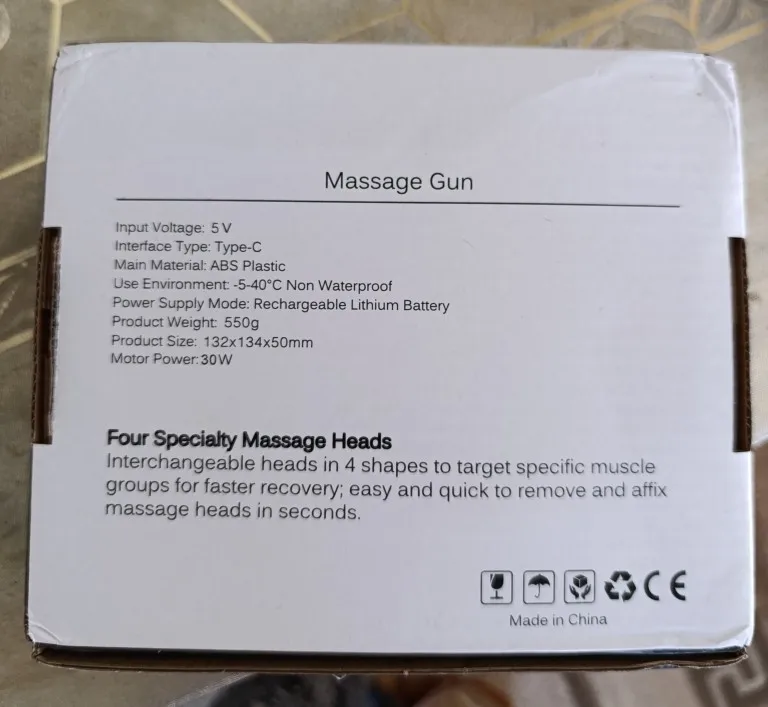 Massage Gun
Input Voltage: 5 V
Interface Type: Type-C
Main Material: ABS Plastic
Use Environment: -5-40°C Non Waterproof
Power Supply Mode: Rechargeable Lithium Battery
Product Weight: 550g
Product Size: 132x134x50mm
Motor Power:30W
Four Specialty Massage Heads
Interchangeable heads in 4 shapes to target specific muscle
groups for faster recovery; easy and quick to remove and affix
massage heads in seconds.
CE
Made in China